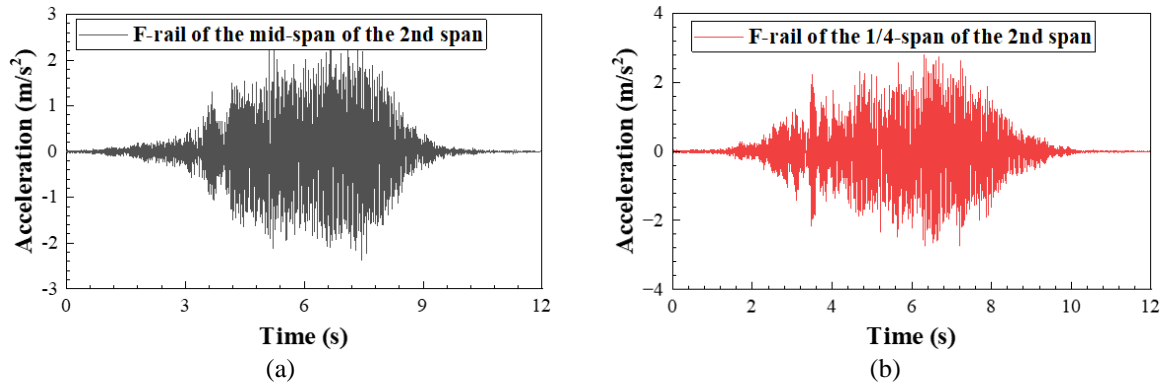 F-rail of the mid-span of the 2nd span
Acceleration (m/s²)
3
2
1
0
-1
-2
-3
0 3 6 9 12
Time (s)
(a)
F-rail of the 1/4-span of the 2nd span
Acceleration (m/s²)
4
2
0
−2
−4
0 2 4 6 8 10 12
Time (s)
(b)